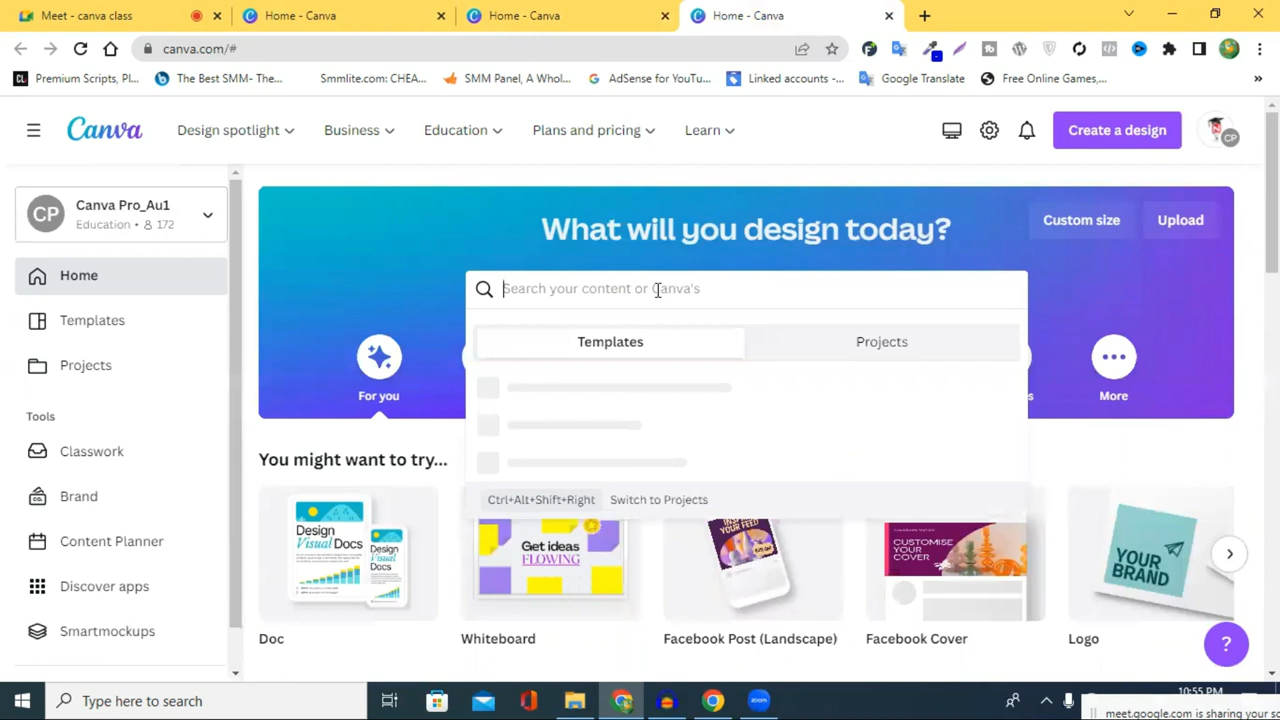 Meet - canva class
Home - Canva
Home - Canva
Home - Canva
canva.com/#
Premium Scripts, Pl...
The Best SMM- The...
Smmlite.com: CHEA...
SMM Panel, A Whol...
AdSense for YouTu...
Linked accounts -...
Google Translate
Free Online Games,...
Canva
Design spotlight
Business
Education
Plans and pricing
Learn
Create a design
CP
CP
Canva Pro_Au1
Education • 172
Home
Templates
Projects
Tools
Classwork
Brand
Content Planner
Discover apps
Smartmockups
What will you design today?
Custom size
Upload
Search your content or Canva's
Templates
Projects
For you
More
Ctrl+Alt+Shift+Right
Switch to Projects
You might want to try...
Design
Visual Docs
Design
Visual Docs
Get ideas
FLOWING
YOUR FEED
CUSTOMISE
YOUR
COVER
YOUR
BRAND
Doc
Whiteboard
Facebook Post (Landscape)
Facebook Cover
Logo
?
Type here to search
10:55 PM
meet.google.com is sharing your sc